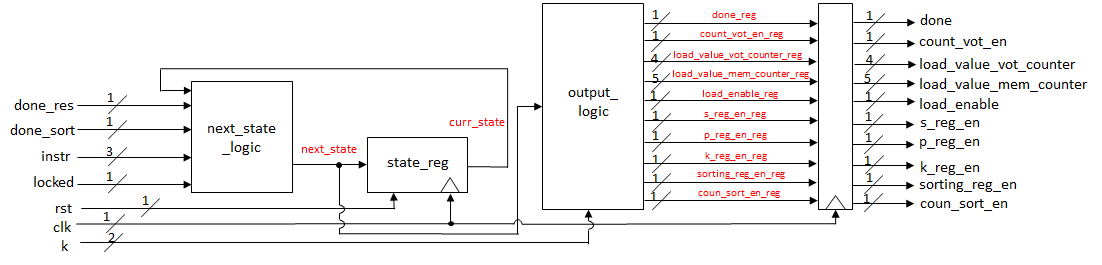 done_res
done_sort
instr
locked
rst
clk
k
1
1
3
1
1
1
2
next_state
_logic
next_state
state_reg
curr_state
output_
logic
1
done_reg
1
count_vot_en_reg
4
load_value_vot_counter_reg
5
load_value_mem_counter_reg
1
load_enable_reg
1
s_reg_en_reg
1
p_reg_en_reg
1
k_reg_en_reg
1
sorting_reg_en_reg
1
coun_sort_en_reg
1
done
1
count_vot_en
4
load_value_vot_counter
5
load_value_mem_counter
1
load_enable
1
s_reg_en
1
p_reg_en
1
k_reg_en
1
sorting_reg_en
1
coun_sort_en